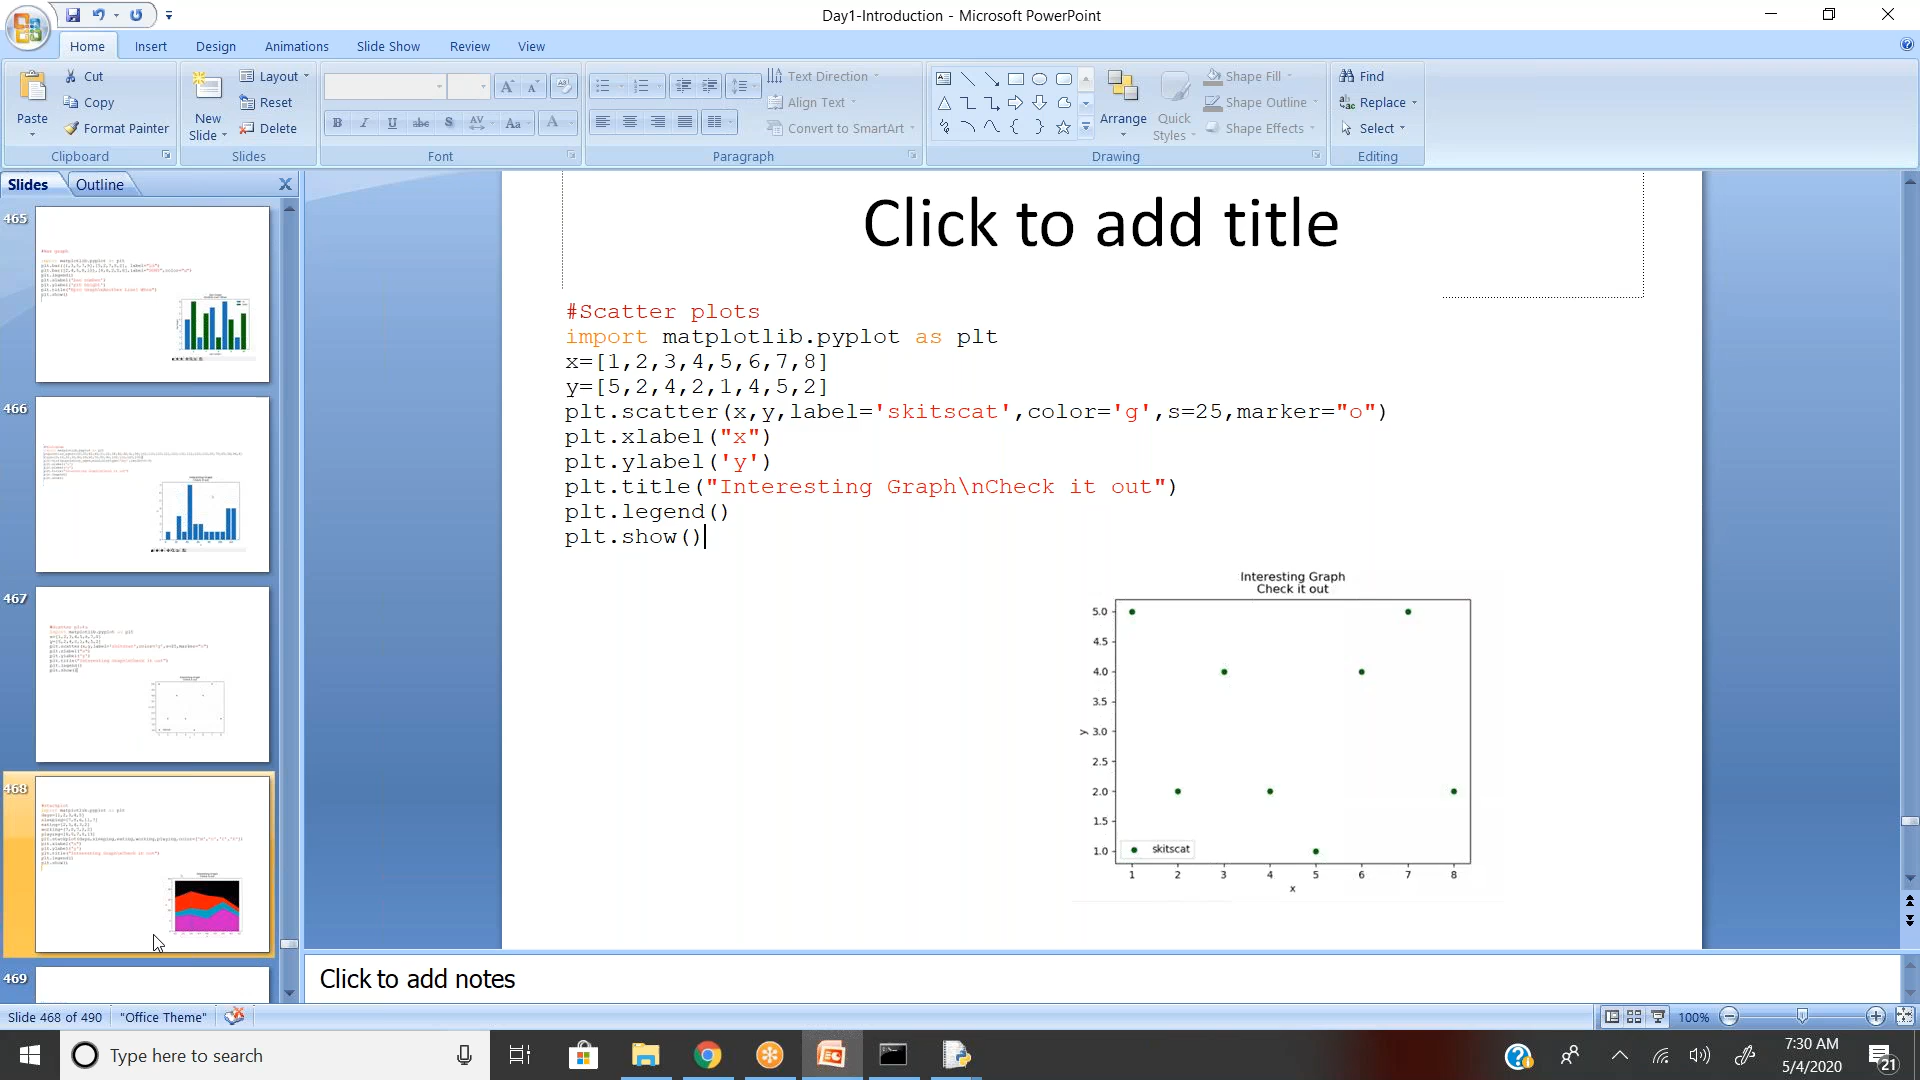 Day1-Introduction - Microsoft PowerPoint
Home Insert Design Animations Slide Show Review View
Paste
Cut
Copy
Format Painter
Clipboard
New Slide
Layout
Reset
Delete
Slides
Font
Text Direction
Align Text
Convert to SmartArt
Paragraph
Arrange
Quick Styles
Shape Fill
Shape Outline
Shape Effects
Drawing
Find
Replace
Select
Editing
Slides Outline
465
466
467
468
469
Click to add title
#Scatter plots
import matplotlib.pyplot as plt
x=[1,2,3,4,5,6,7,8]
y=[5,2,4,2,1,4,5,2]
plt.scatter(x,y,label='skitscat',color='g',s=25,marker="o")
plt.xlabel("x")
plt.ylabel('y')
plt.title("Interesting Graph\nCheck it out")
plt.legend()
plt.show()
Interesting Graph
Check it out
5.0
4.5
4.0
3.5
y 3.0
2.5
2.0
1.5
1.0
skitscat
1 2 3 4 5 6 7 8
x
Click to add notes
Slide 468 of 490 "Office Theme" 100%
Type here to search
7:30 AM
5/4/2020
21